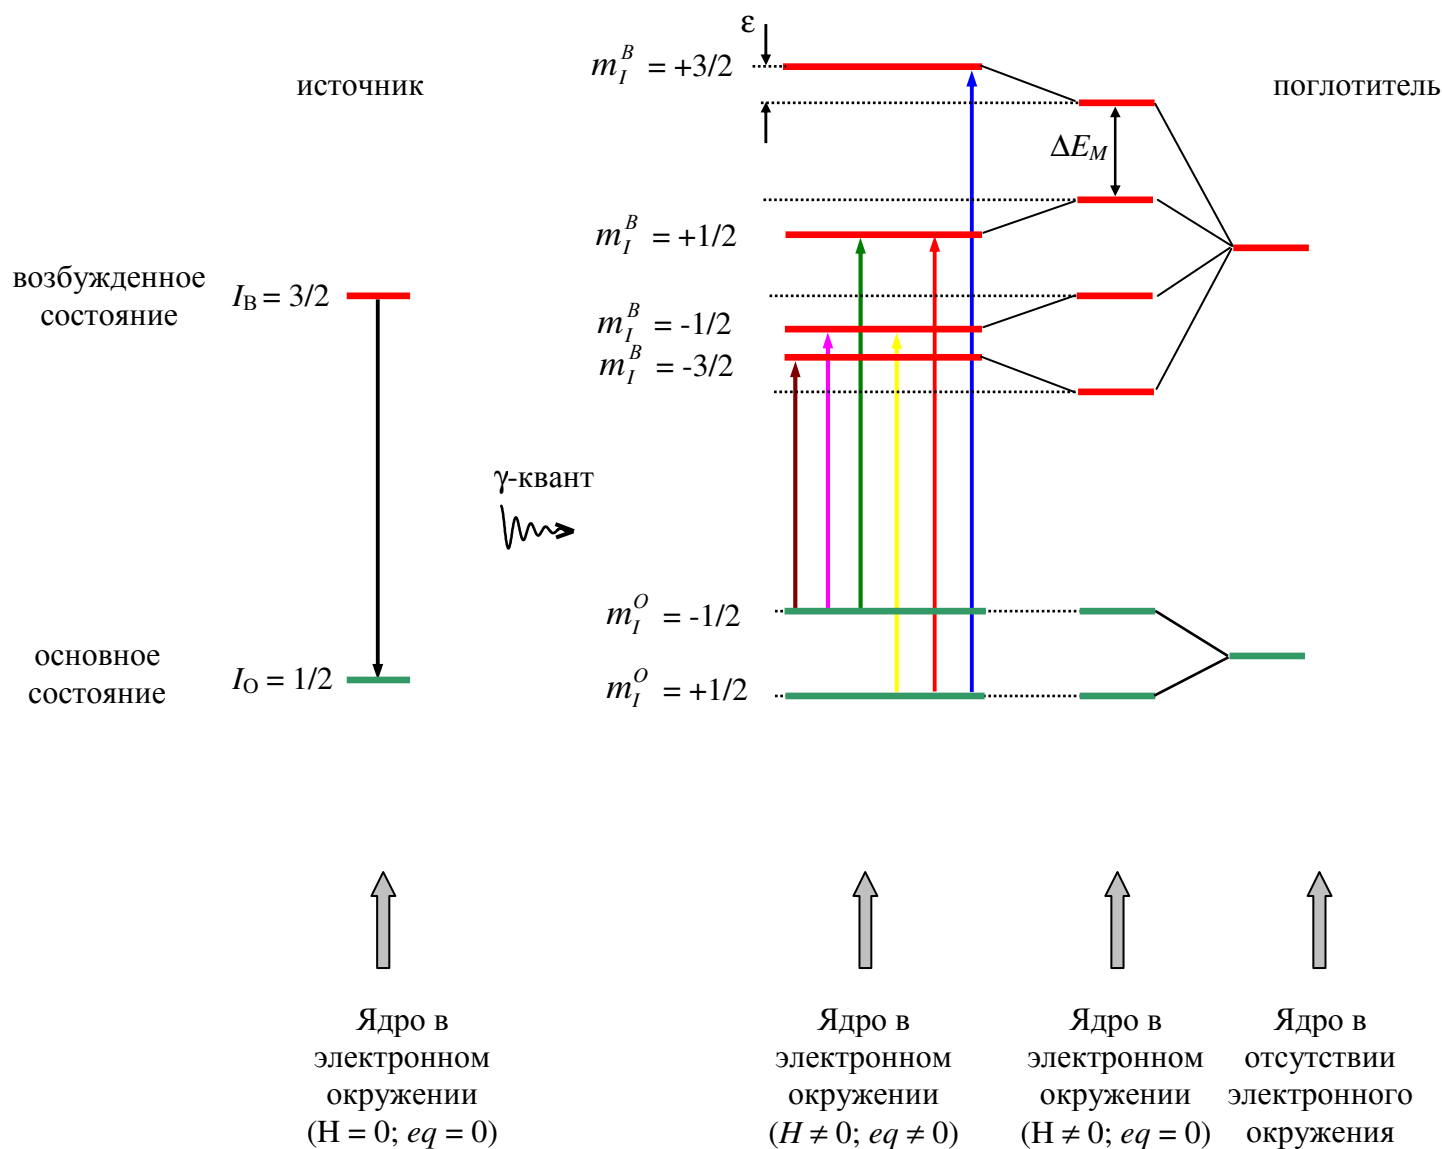 ε
m_I^B = +3/2
источник
поглотитель
ΔE_M
m_I^B = +1/2
возбужденное
состояние
I_B = 3/2
m_I^B = -1/2
m_I^B = -3/2
γ-квант
m_I^O = -1/2
основное
состояние
I_O = 1/2
m_I^O = +1/2
Ядро в
электронном
окружении
(H = 0; eq = 0)
Ядро в
электронном
окружении
(H ≠ 0; eq ≠ 0)
Ядро в
электронном
окружении
(H ≠ 0; eq = 0)
Ядро в
отсутствии
электронного
окружения